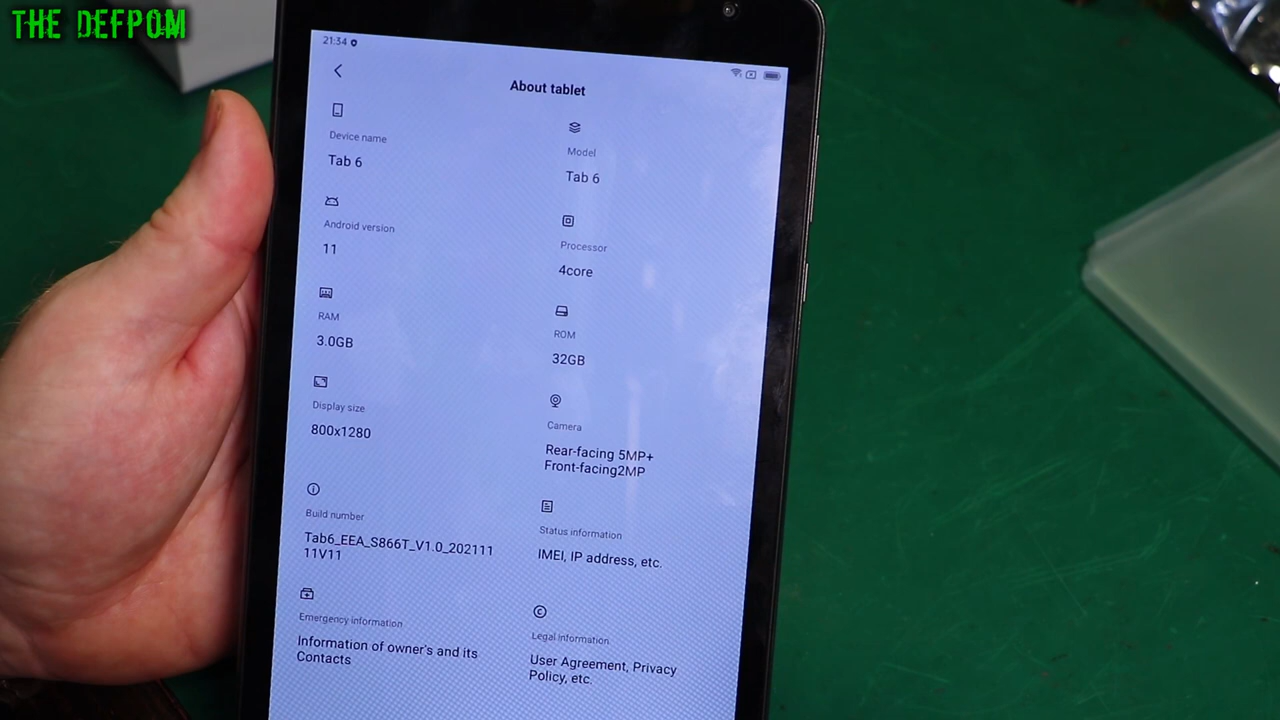 THE DEFPOM
21:34
About tablet
Device name
Tab 6
Model
Tab 6
Android version
11
Processor
4core
RAM
3.0GB
ROM
32GB
Display size
800x1280
Camera
Rear-facing 5MP+
Front-facing2MP
Build number
Tab6_EEA_S866T_V1.0_202111
11V11
Status information
IMEI, IP address, etc.
Emergency information
Information of owner's and its
Contacts
Legal information
User Agreement, Privacy
Policy, etc.